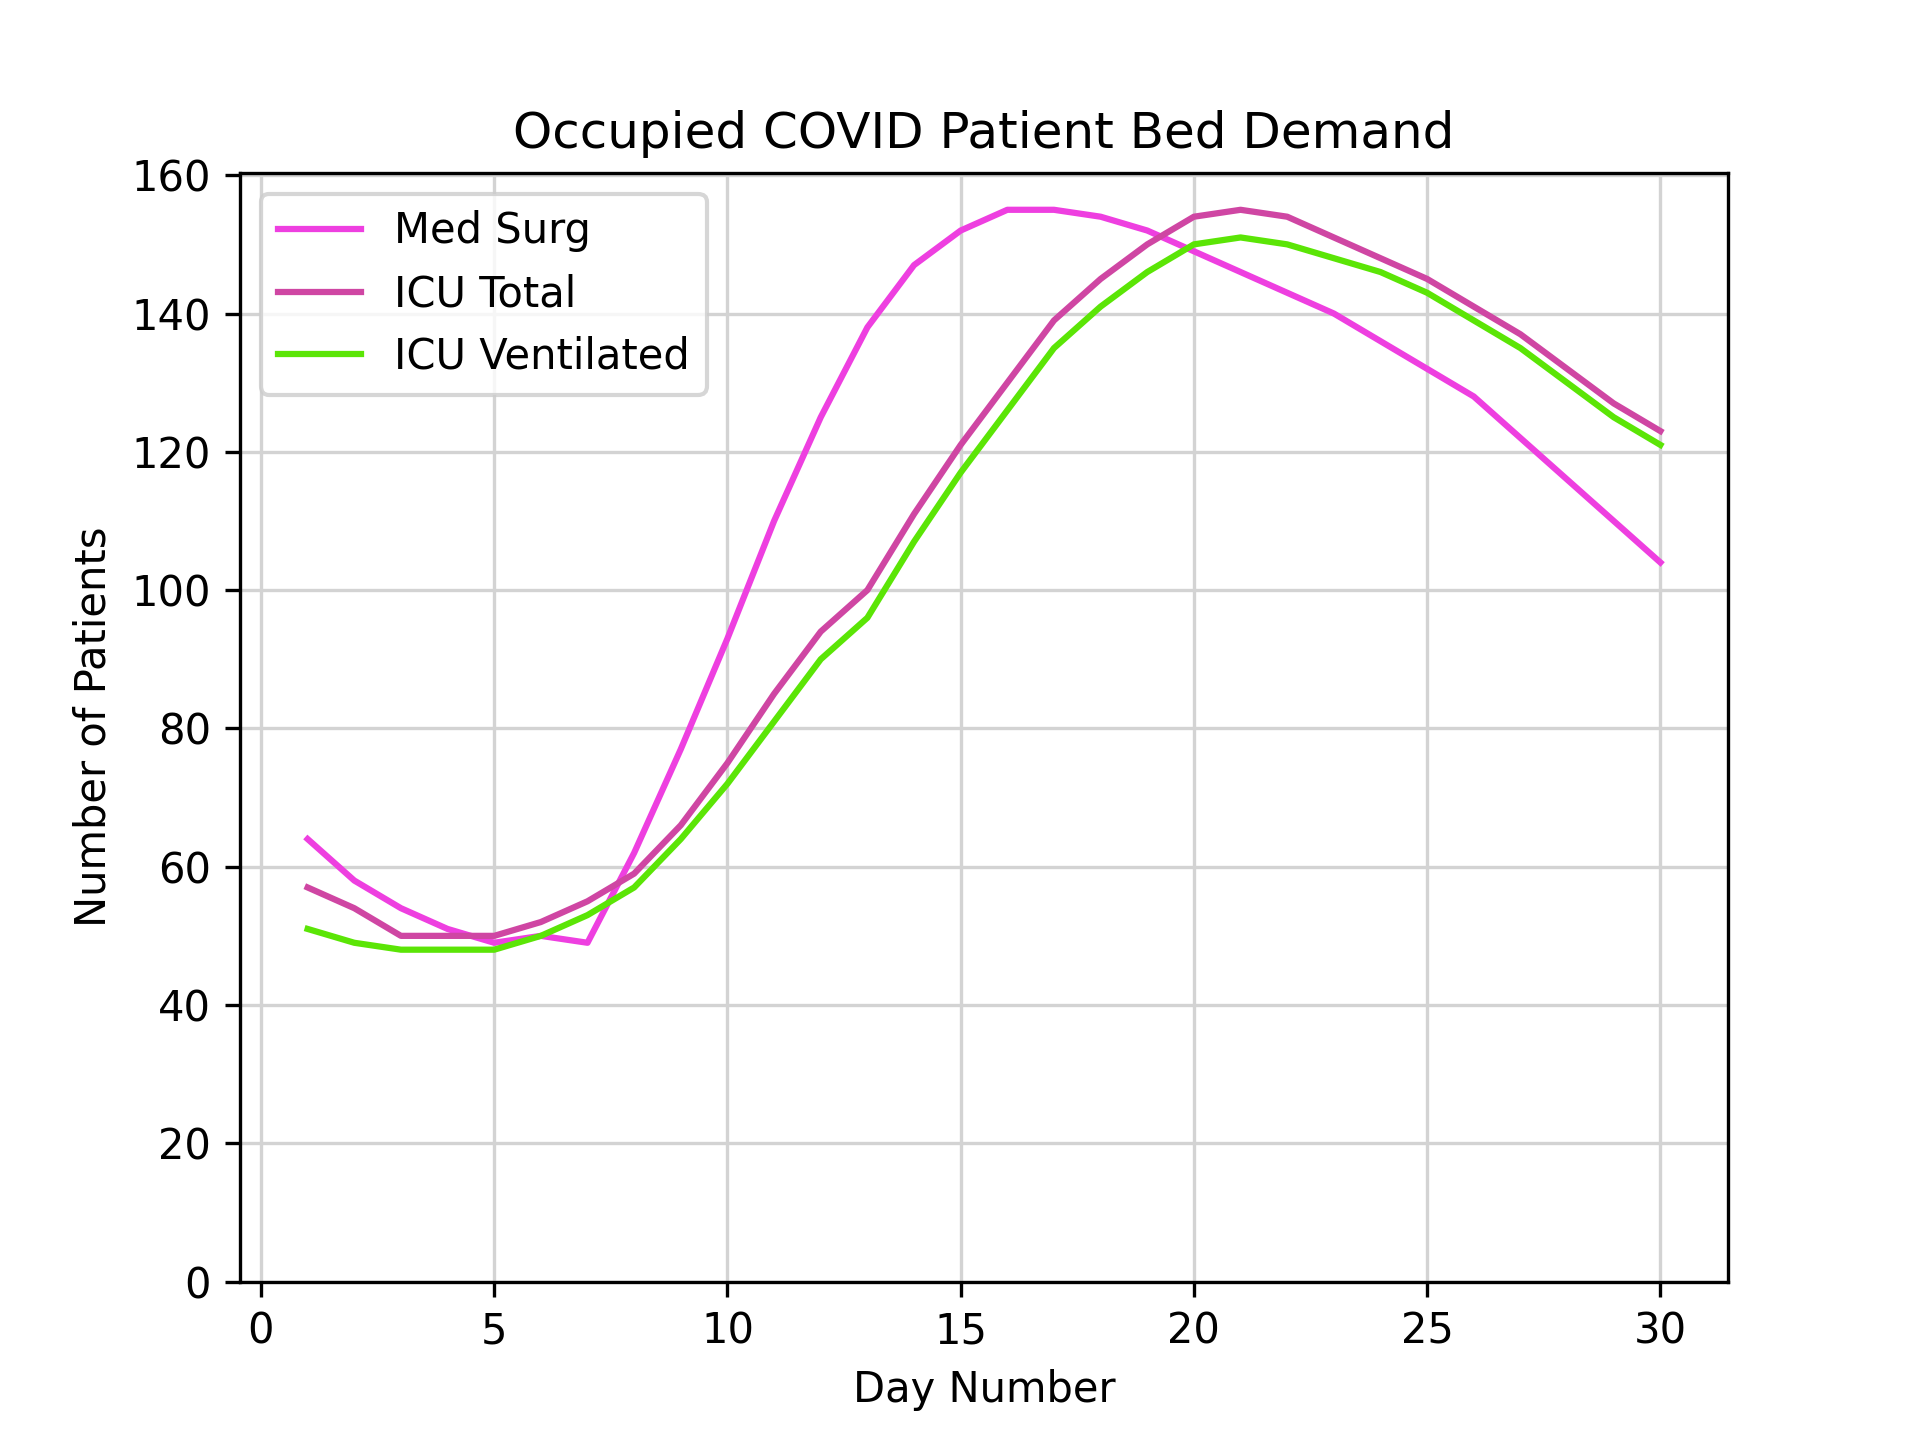 Occupied COVID Patient Bed Demand
160
140
120
100
80
60
40
20
0
Number of Patients
Med Surg
ICU Total
ICU Ventilated
0 5 10 15 20 25 30
Day Number